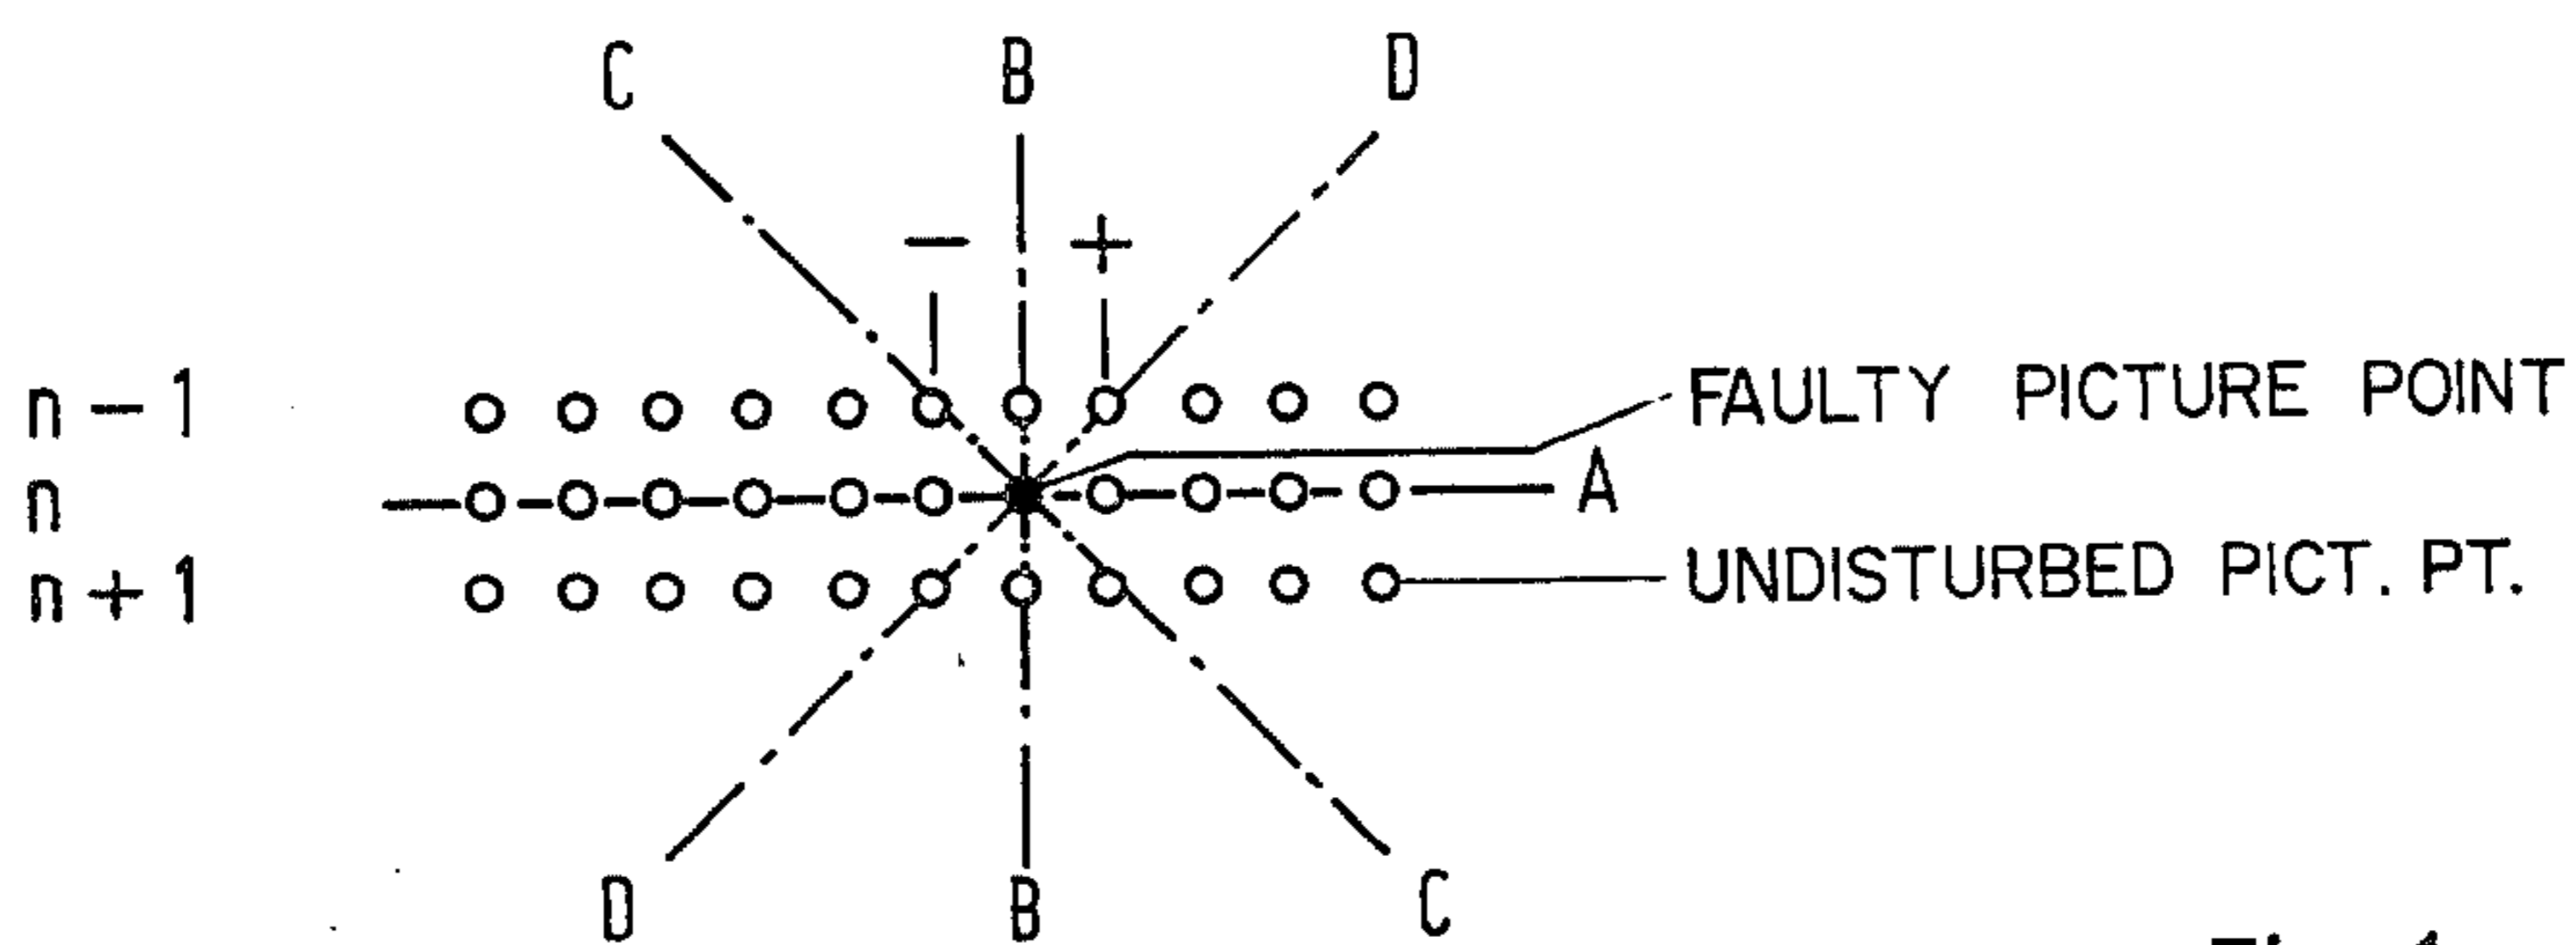 C B D
- +
n-1 FAULTY PICTURE POINT
n A
n+1 UNDISTURBED PICT. PT.
D B C